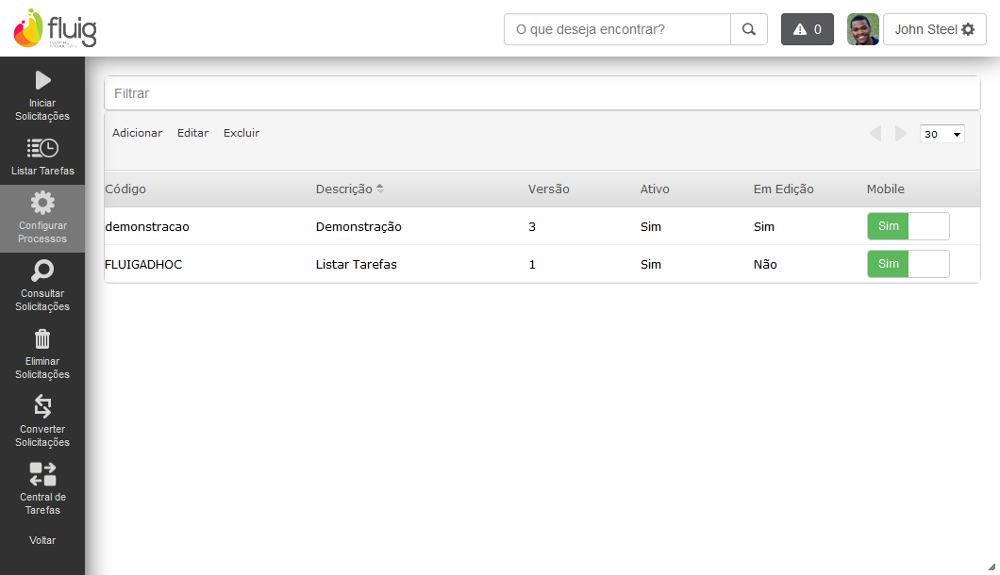 fluig
O que deseja encontrar?
0
John Steel
Iniciar
Solicitações
Listar Tarefas
Configurar
Processos
Consultar
Solicitações
Eliminar
Solicitações
Converter
Solicitações
Central de
Tarefas
Voltar
Filtrar
Adicionar Editar Excluir
30
Código Descrição Versão Ativo Em Edição Mobile
demonstracao Demonstração 3 Sim Sim Sim
FLUIGADHOC Listar Tarefas 1 Sim Não Sim